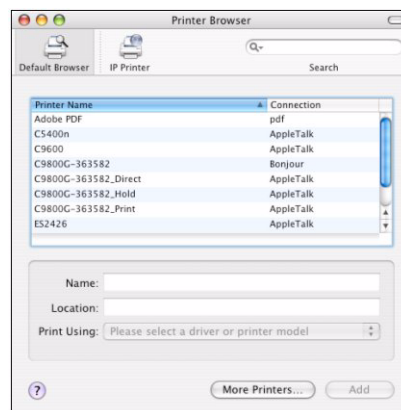 Printer Browser
Default Browser IP Printer Search
Printer Name Connection
Adobe PDF pdf
C5400n AppleTalk
C9600 AppleTalk
C9800G-363582 Bonjour
C9800G-363582_Direct AppleTalk
C9800G-363582_Hold AppleTalk
C9800G-363582_Print AppleTalk
ES2426 AppleTalk
Name:
Location:
Print Using: Please select a driver or printer model
? More Printers... Add